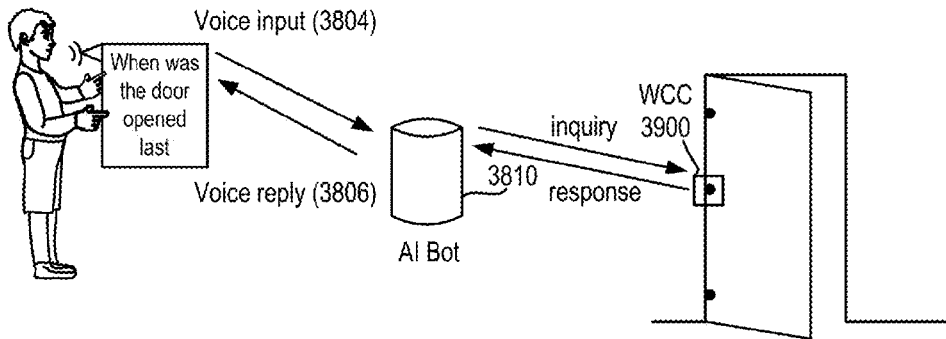 Voice input (3804)
When was
the door
opened
last
Voice reply (3806)
3810
AI Bot
inquiry
response
WCC
3900